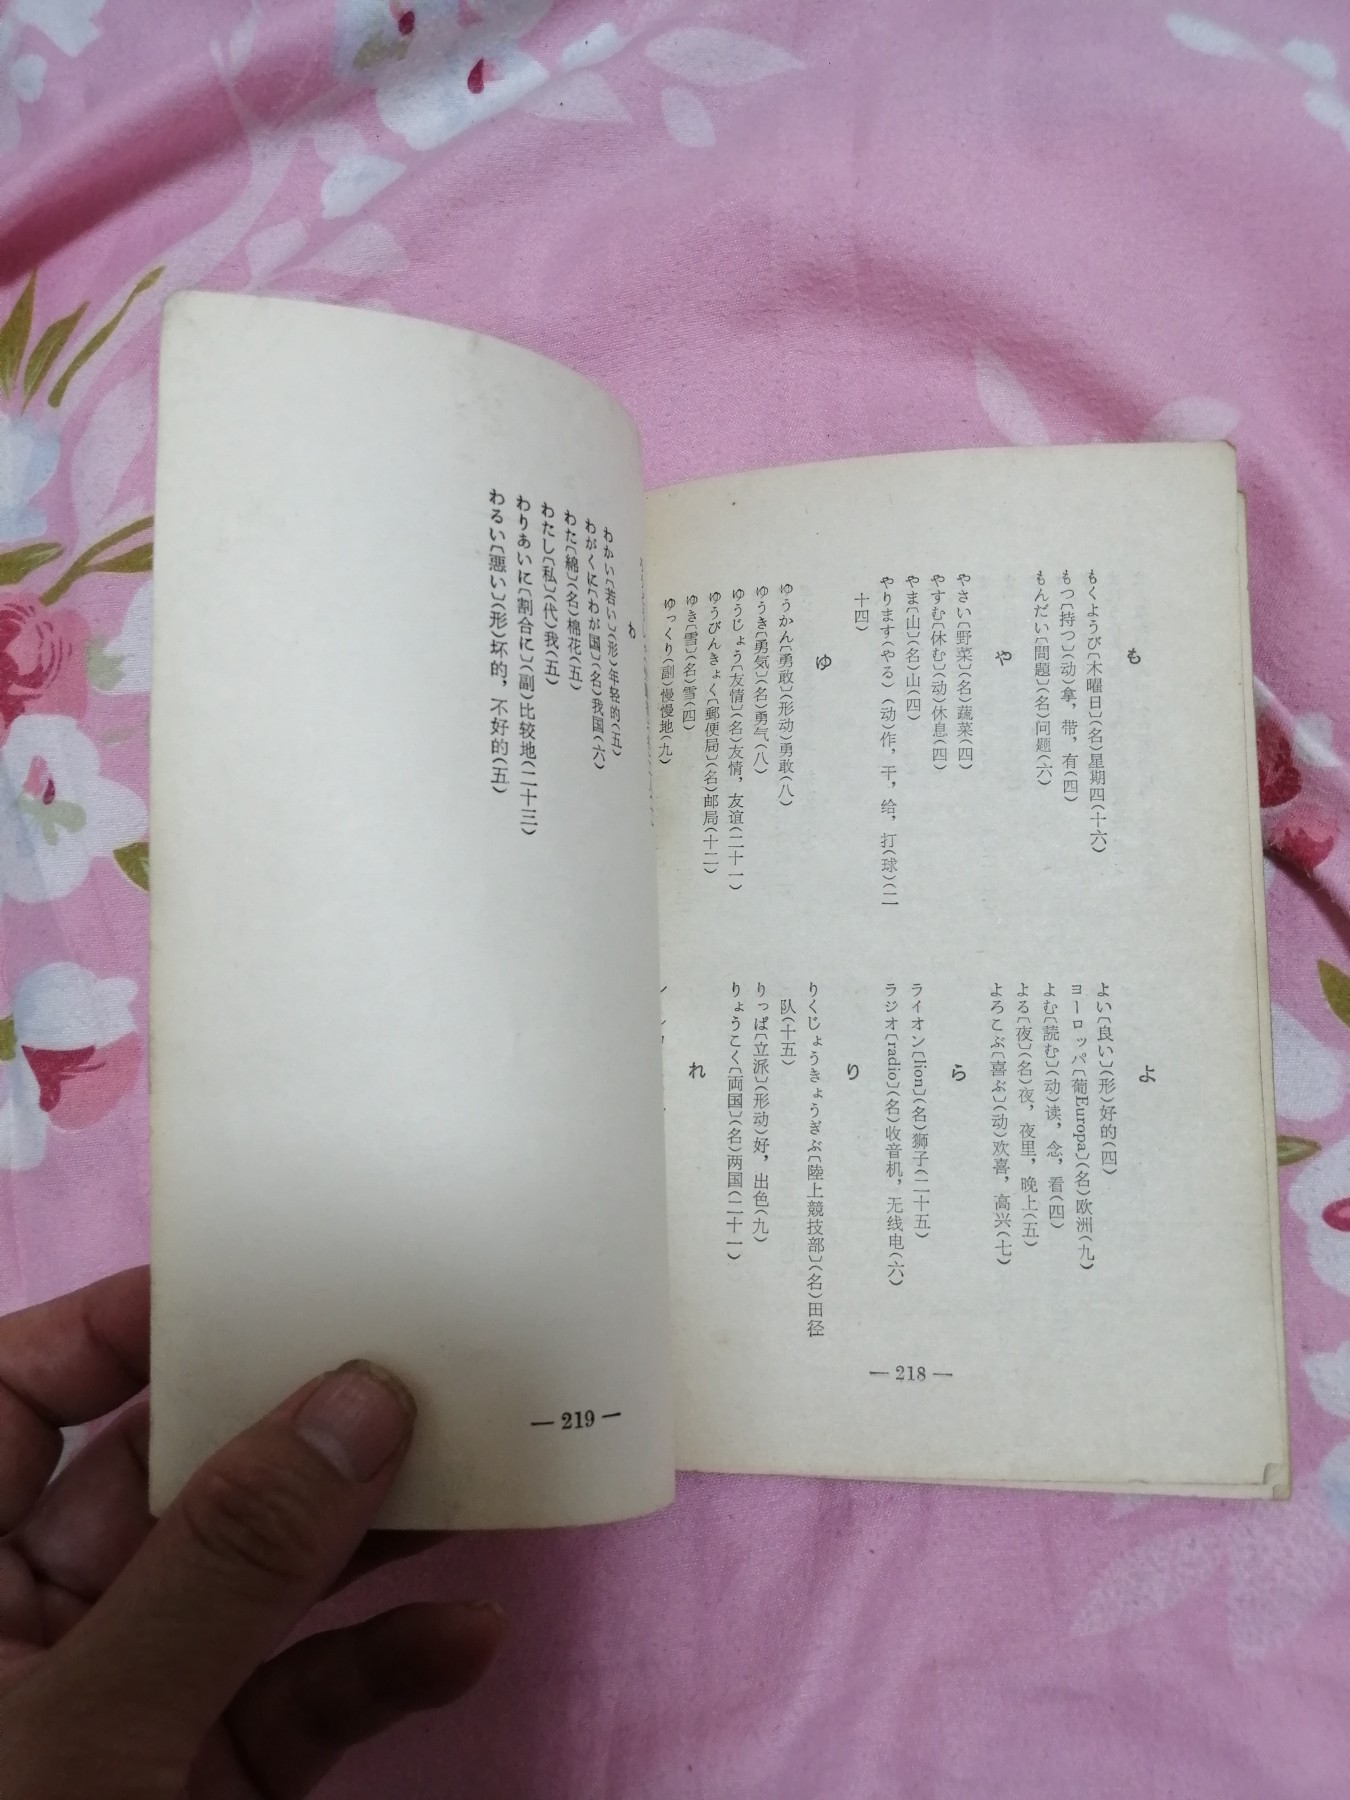 も
もくようび〔木曜日〕(名)星期四(十六)
もつ〔持つ〕(动)拿，带，有(四)
もんだい〔問題〕(名)问题(六)
や
やさい〔野菜〕(名)蔬菜(四)
やすむ〔休む〕(动)休息(四)
やま〔山〕(名)山(四)
やります(やる)(动)作，干，给，打(球)(二
十四)
ゆ
ゆうかん〔勇敢〕(形动)勇敢(八)
ゆうき〔勇気〕(名)勇气(八)
ゆうじょう〔友情〕(名)友情，友谊(二十一)
ゆうびんきょく〔郵便局〕(名)邮局(十二)
ゆき〔雪〕(名)雪(四)
ゆっくり(副)慢慢地(九)
よ
よい〔良い〕(形)好的(四)
ヨーロッパ〔葡Europa〕(名)欧洲(九)
よむ〔読む〕(动)读，念，看(四)
よる〔夜〕(名)夜，夜里，晚上(五)
よろこぶ〔喜ぶ〕(动)欢喜，高兴(七)
ら
ライオン〔lion〕(名)狮子(二十五)
ラジオ〔radio〕(名)收音机，无线电(六)
り
りくじょうきょうぎぶ〔陸上競技部〕(名)田径
队(十五)
りっぱ〔立派〕(形动)好，出色(九)
りょうこく〔両国〕(名)两国(二十一)
れ
— 218 —
わ
わかい〔若い〕(形)年轻的(五)
わがくに〔わが国〕(名)我国(六)
わた〔綿〕(名)棉花(五)
わたし〔私〕(代)我(五)
わりあいに〔割合に〕(副)比较地(二十三)
わるい〔悪い〕(形)坏的，不好的(五)
— 219 —